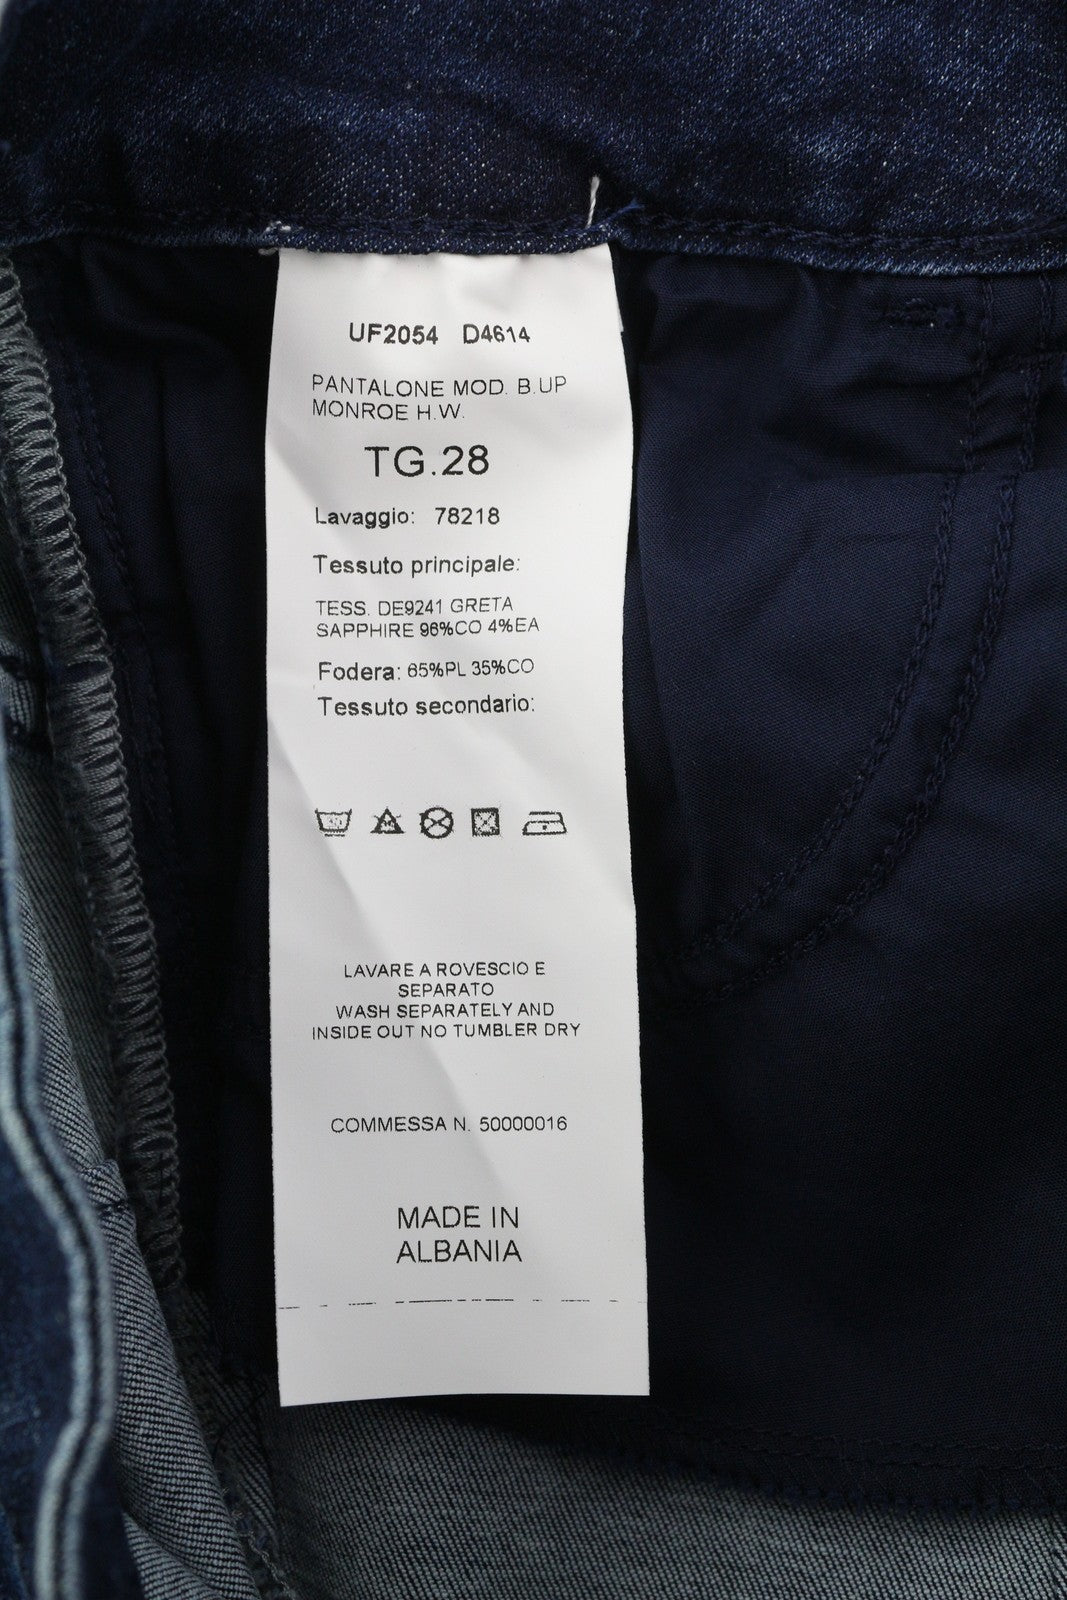 UF2054 D4614
PANTALONE MOD. B.UP
MONROE H.W.
TG.28
Lavaggio: 78218
Tessuto principale:
TESS. DE9241 GRETA
SAPPHIRE 96%CO 4%EA
Fodera: 65%PL 35%CO
Tessuto secondario:
LAVARE A ROVESCIO E
SEPARATO
WASH SEPARATELY AND
INSIDE OUT NO TUMBLER DRY
COMMESSA N. 50000016
MADE IN
ALBANIA